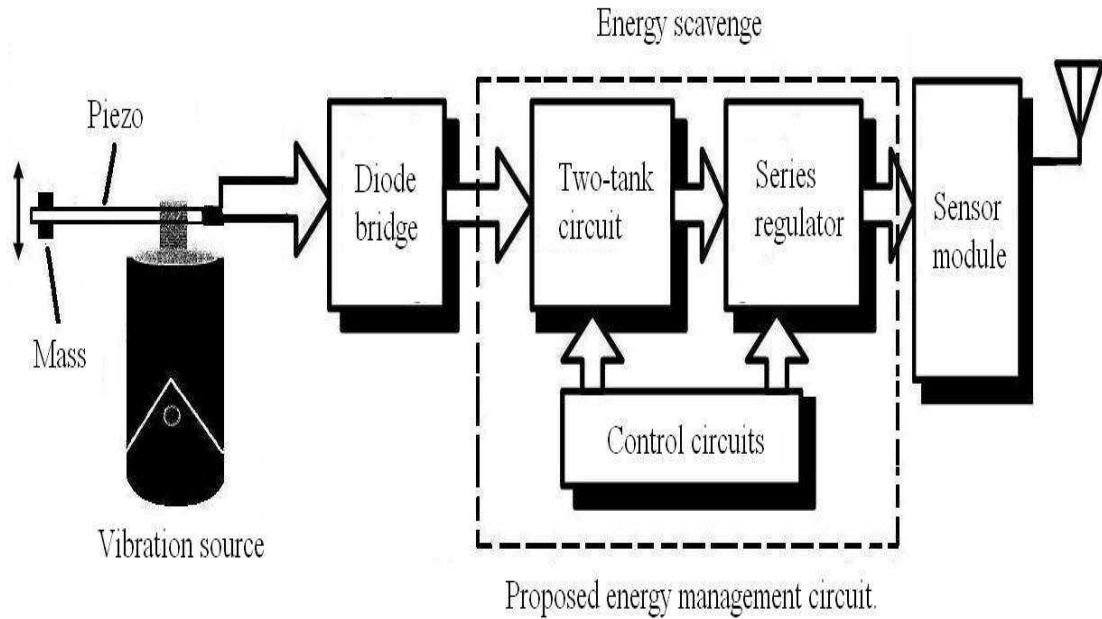 Energy scavenge
Piezo
Diode
bridge
Two-tank
circuit
Series
regulator
Sensor
module
Mass
Control circuits
Vibration source
Proposed energy management circuit.